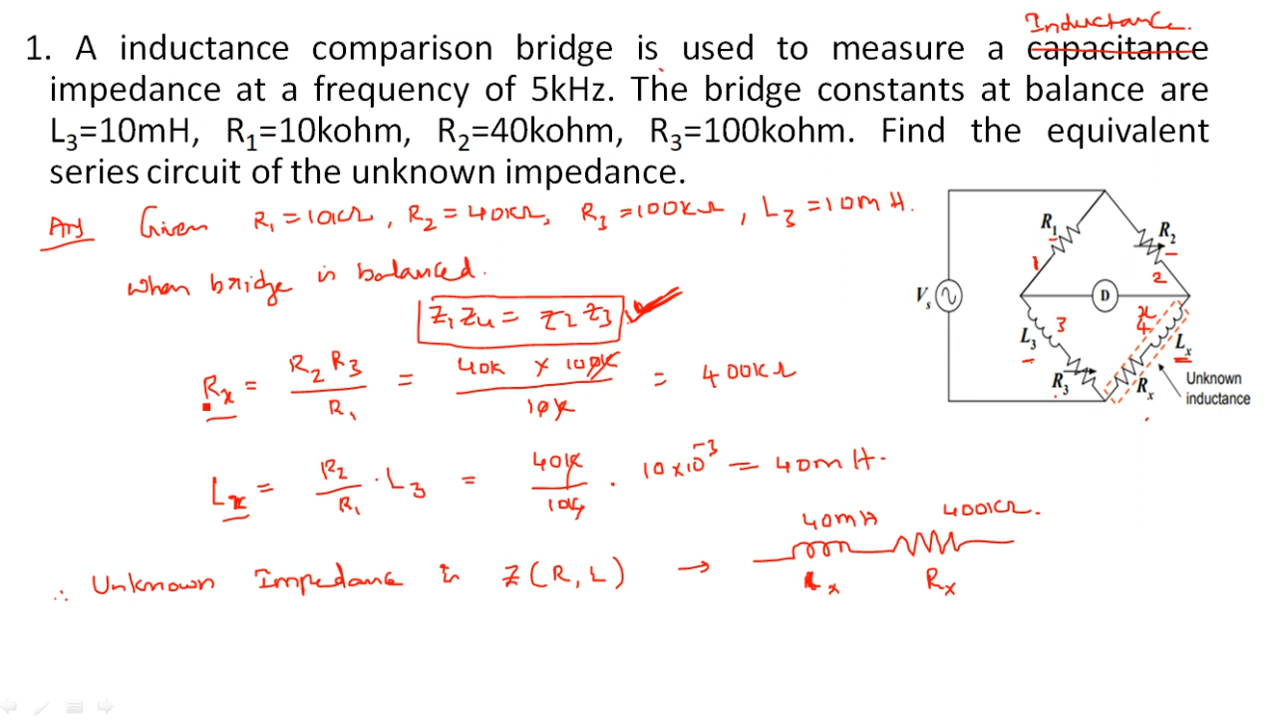 Inductance.
1. A inductance comparison bridge is used to measure a capacitance
impedance at a frequency of 5kHz. The bridge constants at balance are
L₃=10mH, R₁=10kohm, R₂=40kohm, R₃=100kohm. Find the equivalent
series circuit of the unknown impedance.
Ans Given R₁ = 10kΩ, R₂ = 40kΩ, R₃ = 100kΩ, L₃ = 10mH.
when bridge is balanced.
Z₁Z₄ = Z₂Z₃
Rₓ = R₂R₃/R₁ = 40k × 100k/10k = 400kΩ
Lₓ = R₂/R₁ . L₃ = 40k/10k . 10×10⁻³ = 40mH.
∴ Unknown Impedance is Z(R,L) →
40mH 400kΩ.
Lₓ Rₓ
R₁ R₂
1 2
Vₛ D
3 x
4
L₃ Lₓ
R₃ Rₓ
Unknown
inductance